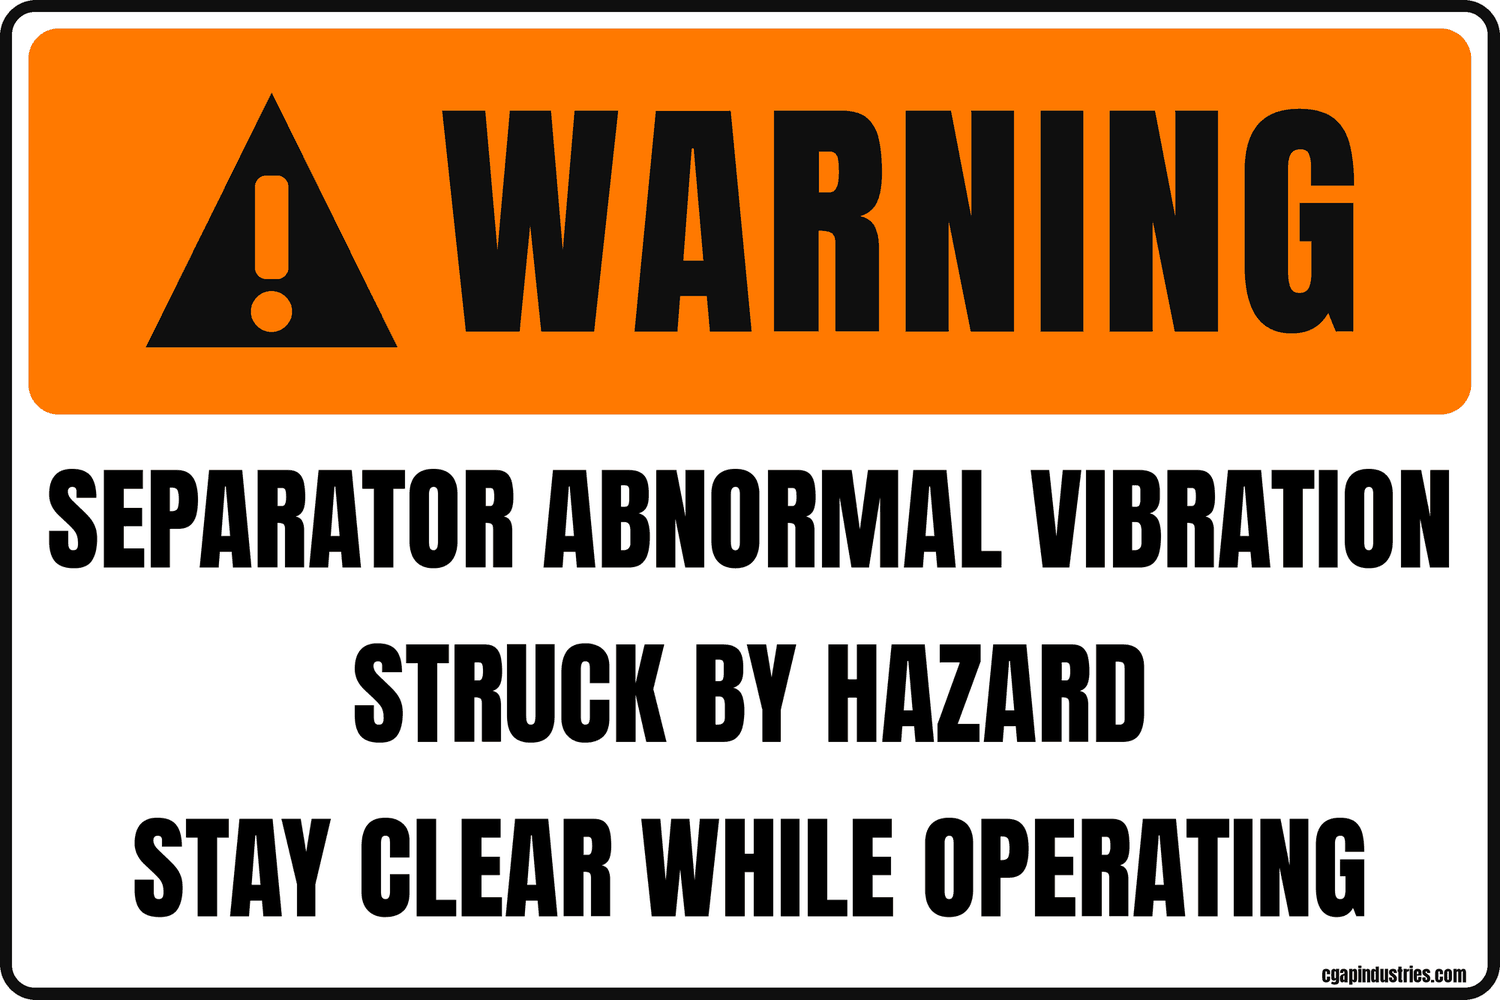 WARNING
SEPARATOR ABNORMAL VIBRATION
STRUCK BY HAZARD
STAY CLEAR WHILE OPERATING
cgapindustries.com